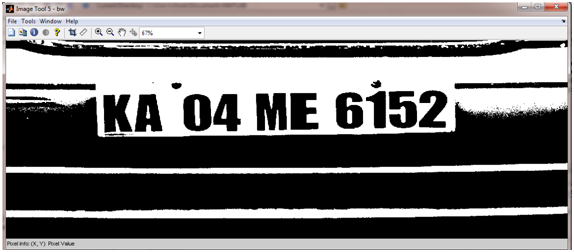 Image Tool 5 - bw
File Tools Window Help
67%
KA 04 ME 6152
Pixel info: (X, Y) Pixel Value